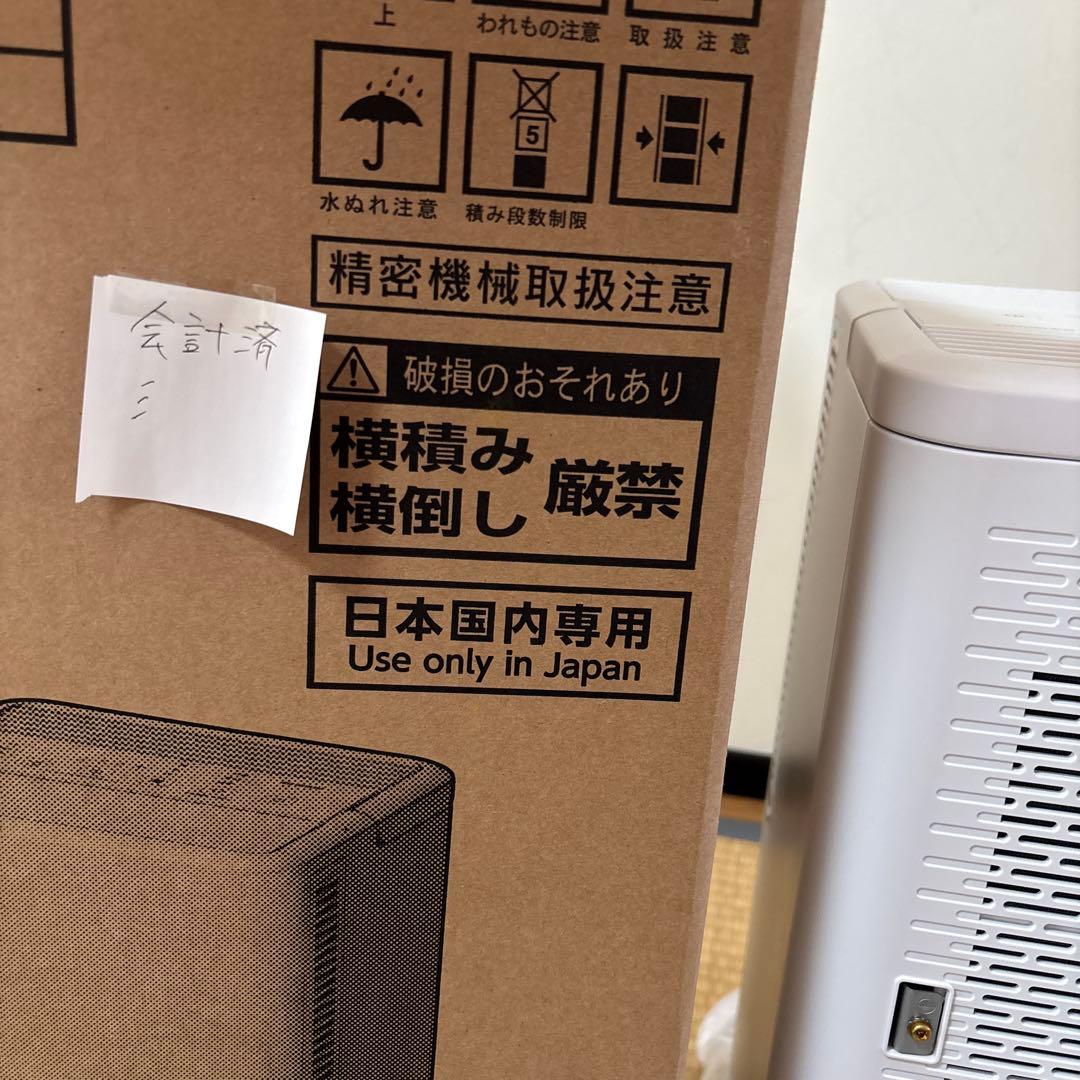 上
われもの注意
取扱注意
5
水ぬれ注意
積み段数制限
精密機械取扱注意
会計済
破損のおそれあり
横積み
横倒し
厳禁
日本国内専用
Use only in Japan